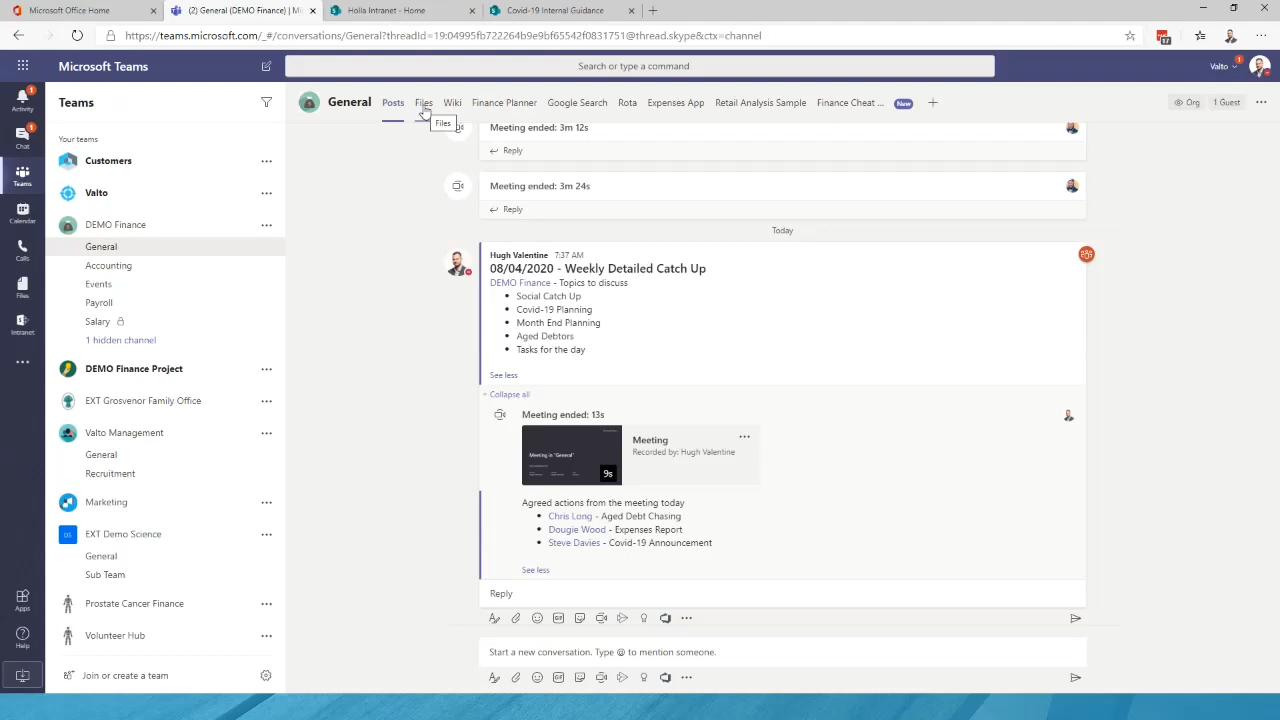 Microsoft Office Home
(2) General (DEMO Finance) | Mi
Hoila Intranet - Home
Covid-19 Internal Guidance
https://teams.microsoft.com/_#/conversations/General?threadId=19:04995fb722264b9e9bf65542f0831751@thread.skype&ctx=channel
17
Microsoft Teams
Search or type a command
Valto
Activity
Chat
Teams
Calendar
Calls
Files
Intranet
Apps
Help
Teams
Your teams
Customers
Valto
DEMO Finance
General
Accounting
Events
Payroll
Salary
1 hidden channel
DEMO Finance Project
EXT Grosvenor Family Office
Valto Management
General
Recruitment
Marketing
DS EXT Demo Science
General
Sub Team
Prostate Cancer Finance
Volunteer Hub
Join or create a team
General Posts Files Wiki Finance Planner Google Search Rota Expenses App Retail Analysis Sample Finance Cheat ... New
Org 1 Guest
Files
Meeting ended: 3m 12s
Reply
Meeting ended: 3m 24s
Reply
Today
Hugh Valentine 7:37 AM
08/04/2020 - Weekly Detailed Catch Up
DEMO Finance - Topics to discuss
Social Catch Up
Covid-19 Planning
Month End Planning
Aged Debtors
Tasks for the day
See less
Collapse all
Meeting ended: 13s
Meeting in "General"
9s
Meeting
Recorded by: Hugh Valentine
Agreed actions from the meeting today
Chris Long - Aged Debt Chasing
Dougie Wood - Expenses Report
Steve Davies - Covid-19 Announcement
See less
Reply
GIF
Start a new conversation. Type @ to mention someone.
GIF